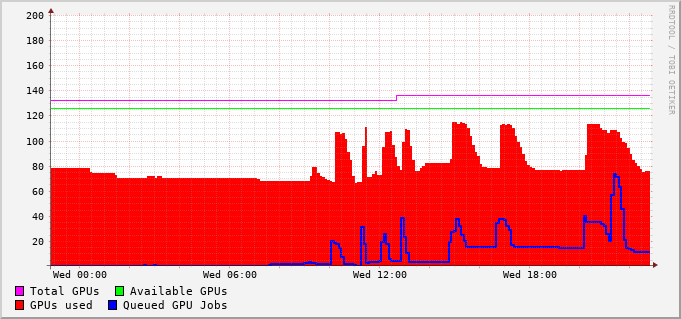 200
180
160
140
120
100
80
60
40
20
Wed 00:00 Wed 06:00 Wed 12:00 Wed 18:00
Total GPUs Available GPUs
GPUs used Queued GPU Jobs
RRDTOOL / TOBI OETIKER